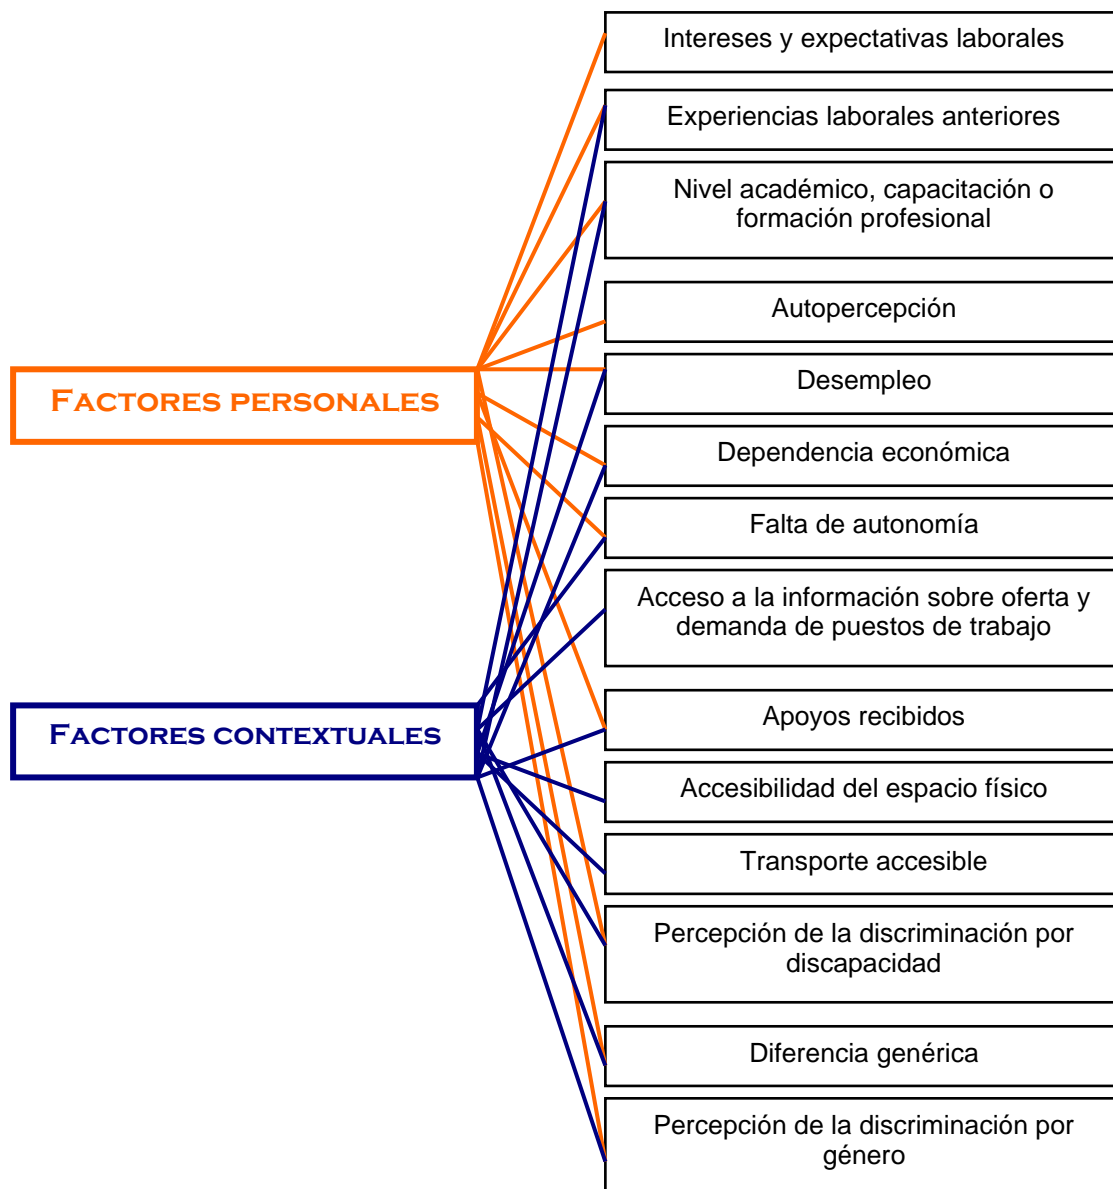 Intereses y expectativas laborales
Experiencias laborales anteriores
Nivel académico, capacitación o
formación profesional
Autopercepción
Desempleo
FACTORES PERSONALES
Dependencia económica
Falta de autonomía
Acceso a la información sobre oferta y
demanda de puestos de trabajo
Apoyos recibidos
FACTORES CONTEXTUALES
Accesibilidad del espacio físico
Transporte accesible
Percepción de la discriminación por
discapacidad
Diferencia genérica
Percepción de la discriminación por
género